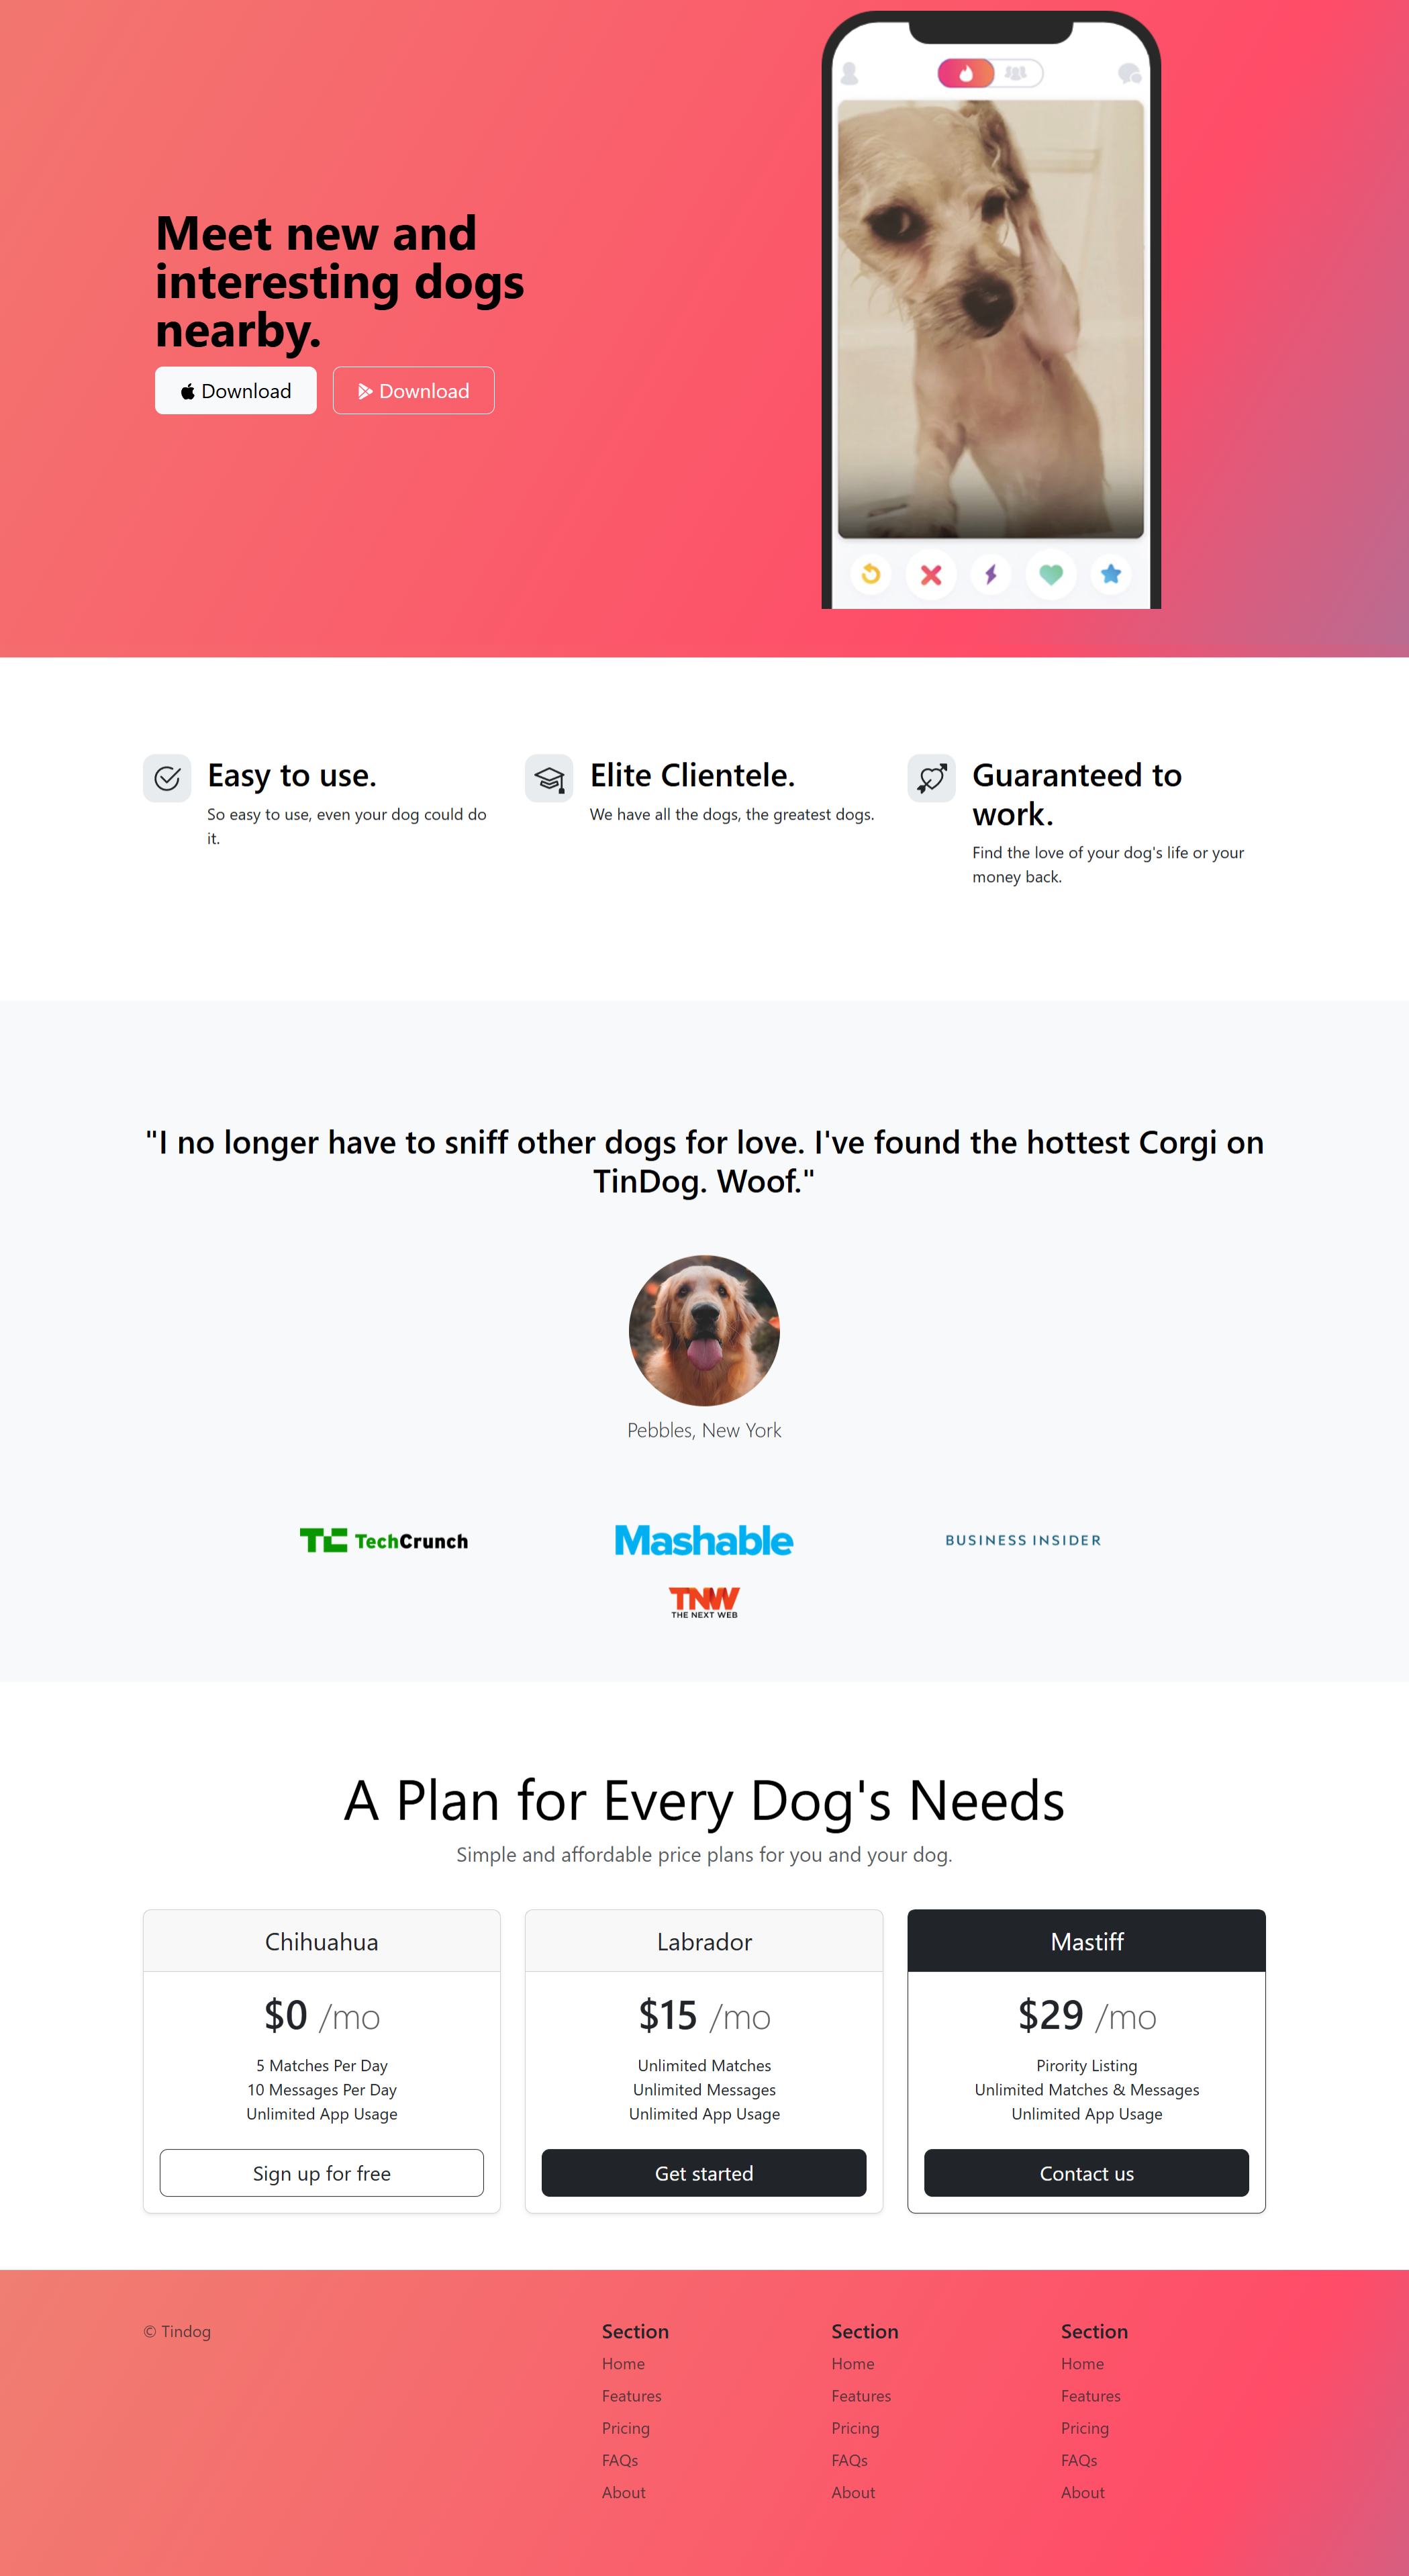 Meet new and
interesting dogs
nearby.
Download
Download
Easy to use.
So easy to use, even your dog could do
it.
Elite Clientele.
We have all the dogs, the greatest dogs.
Guaranteed to
work.
Find the love of your dog's life or your
money back.
"I no longer have to sniff other dogs for love. I've found the hottest Corgi on
TinDog. Woof."
Pebbles, New York
TC TechCrunch
Mashable
BUSINESS INSIDER
TNW
THE NEXT WEB
A Plan for Every Dog's Needs
Simple and affordable price plans for you and your dog.
Chihuahua
$0 /mo
5 Matches Per Day
10 Messages Per Day
Unlimited App Usage
Sign up for free
Labrador
$15 /mo
Unlimited Matches
Unlimited Messages
Unlimited App Usage
Get started
Mastiff
$29 /mo
Pirority Listing
Unlimited Matches & Messages
Unlimited App Usage
Contact us
© Tindog
Section
Home
Features
Pricing
FAQs
About
Section
Home
Features
Pricing
FAQs
About
Section
Home
Features
Pricing
FAQs
About